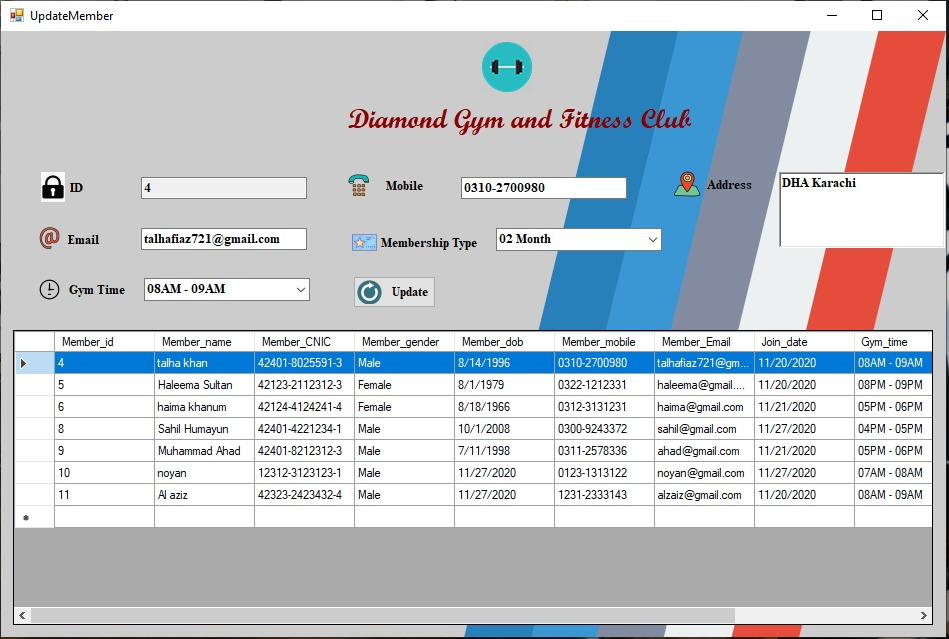 UpdateMember
Diamond Gym and Fitness Club
ID 4 Mobile 0310-2700980 Address DHA Karachi
@ Email talhafiaz721@gmail.com Membership Type 02 Month
Gym Time 08AM - 09AM Update
Member_id Member_name Member_CNIC Member_gender Member_dob Member_mobile Member_Email Join_date Gym_time
4 talha khan 42401-8025591-3 Male 8/14/1996 0310-2700980 talhafiaz721@gm... 11/20/2020 08AM - 09AM
5 Haleema Sultan 42123-2112312-3 Female 8/1/1979 0322-1212331 haleema@gmail.... 11/20/2020 08PM - 09PM
6 haima khanum 42124-4124241-4 Female 8/18/1966 0312-3131231 haima@gmail.com 11/21/2020 05PM - 06PM
8 Sahil Humayun 42401-4221234-1 Male 10/1/2008 0300-9243372 sahil@gmail.com 11/27/2020 04PM - 05PM
9 Muhammad Ahad 42401-8212312-3 Male 7/11/1998 0311-2578336 ahad@gmail.com 11/21/2020 05PM - 06PM
10 noyan 12312-3123123-1 Male 11/27/2020 0123-1313122 noyan@gmail.com 11/27/2020 07AM - 08AM
11 Al aziz 42323-2423432-4 Male 11/27/2020 1231-2333143 alzaiz@gmail.com 11/20/2020 08AM - 09AM